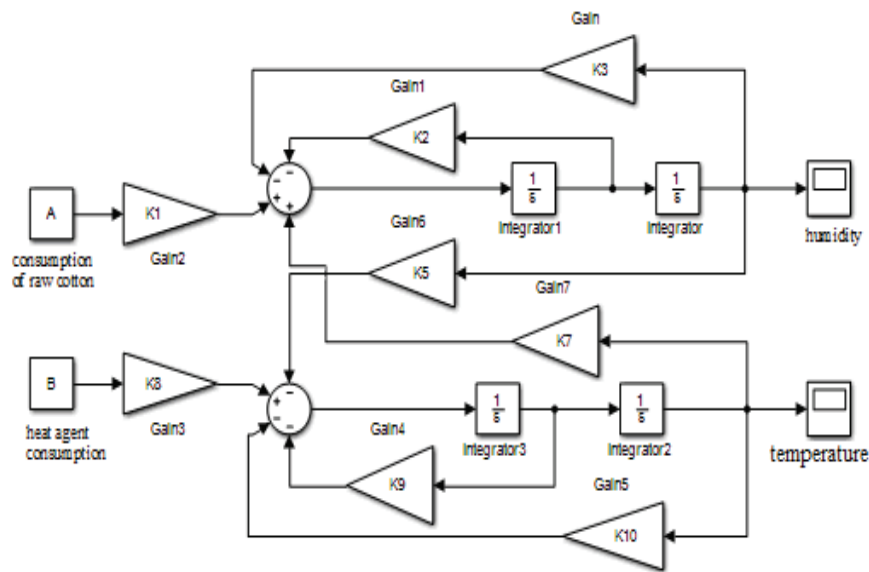 Gain
K3
Gain1
K2
- -
+ +
A
K1
1
s
1
s
consumption
of raw cotton
Gain2
Gain6
Integrator1
Integrator
humidity
K5
Gain7
K7
B
K8
+ -
- -
1
s
1
s
heat agent
consumption
Gain3
Gain4
Integrator3
Integrator2
temperature
K9
Gain5
K10